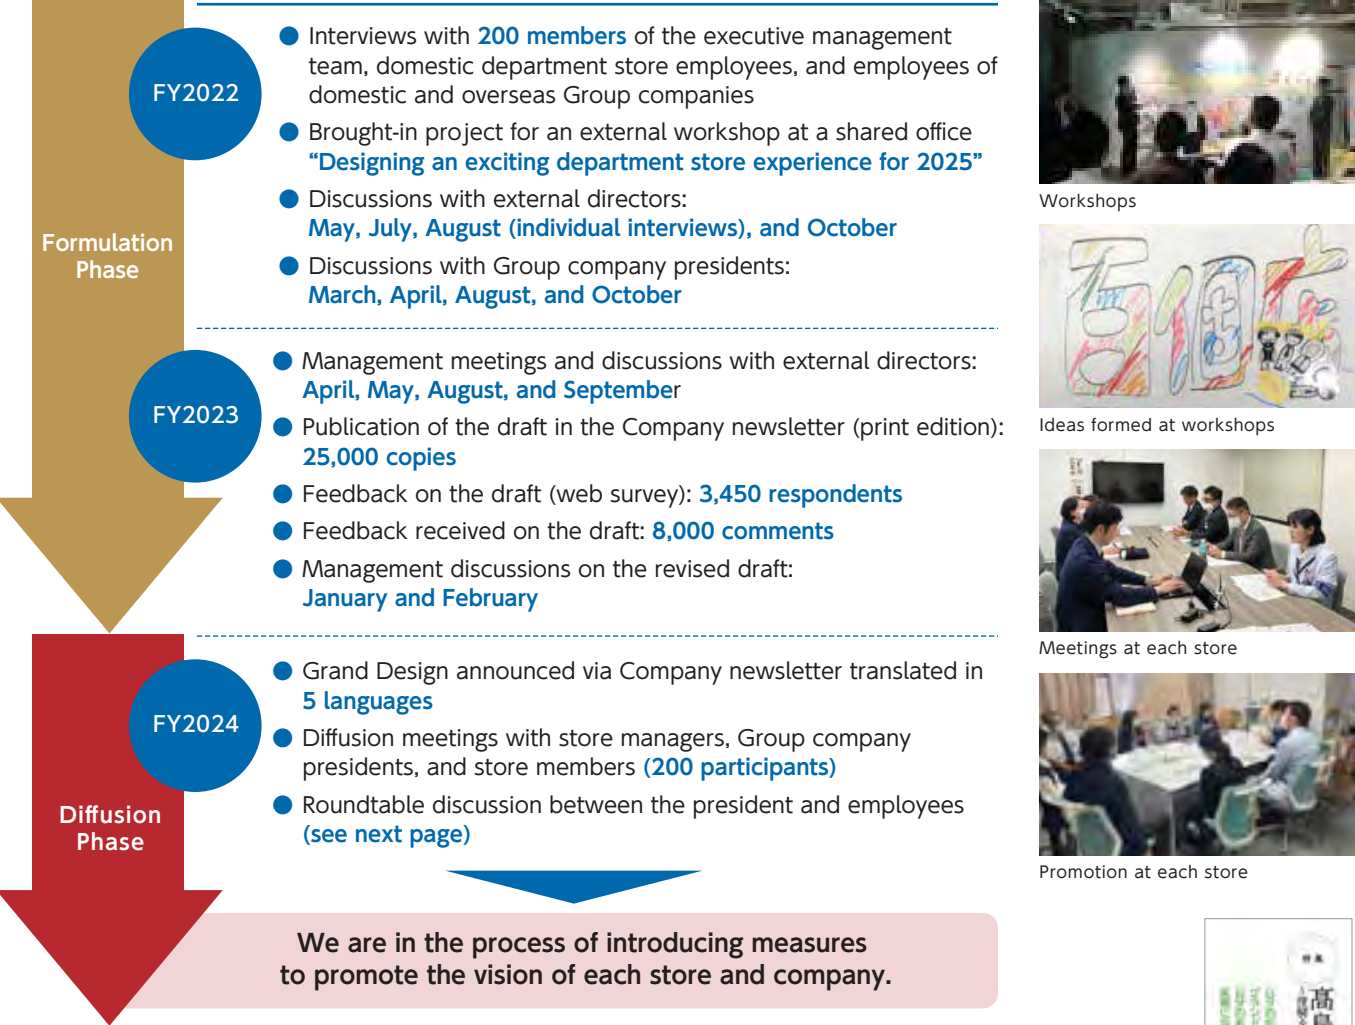 FY2022
Interviews with 200 members of the executive management
team, domestic department store employees, and employees of
domestic and overseas Group companies
Brought-in project for an external workshop at a shared office
“Designing an exciting department store experience for 2025”
Discussions with external directors:
May, July, August (individual interviews), and October
Discussions with Group company presidents:
March, April, August, and October
Formulation
Phase
FY2023
Management meetings and discussions with external directors:
April, May, August, and September
Publication of the draft in the Company newsletter (print edition):
25,000 copies
Feedback on the draft (web survey): 3,450 respondents
Feedback received on the draft: 8,000 comments
Management discussions on the revised draft:
January and February
FY2024
Grand Design announced via Company newsletter translated in
5 languages
Diffusion meetings with store managers, Group company
presidents, and store members (200 participants)
Roundtable discussion between the president and employees
(see next page)
Diffusion
Phase
We are in the process of introducing measures
to promote the vision of each store and company.
Workshops
Ideas formed at workshops
Meetings at each store
Promotion at each store
特集